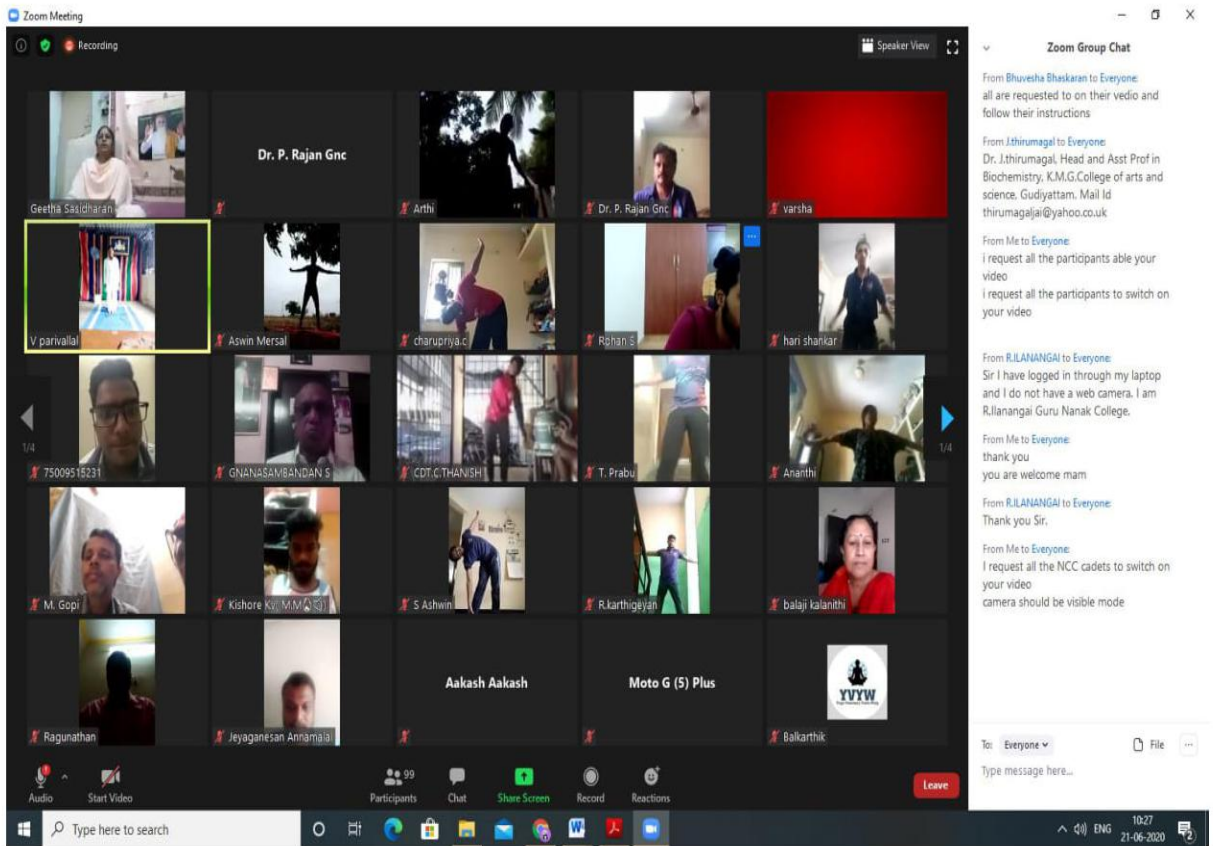 Zoom Meeting
Recording
Speaker View
Geetha Sasidharan
Dr. P. Rajan Gnc
Arthi
Dr. P. Rajan Gnc
varsha
V parivallal
Aswin Mersal
charupriya.c
Rohan S
hari shankar
75009515231
GNANASAMBANDAN S
CDT.C.THANISH
T. Prabu
Ananthi
1/4
1/4
M. Gopi
Kishore Kv
S Ashwin
R.karthigeyan
balaji kalanithi
Ragunathan
Jeyaganesan Annamalai
Aakash Aakash
Moto G (5) Plus
YVYW
Balkarthik
Audio
Start Video
99
Participants
Chat
Share Screen
Record
Reactions
Leave
Zoom Group Chat
From Bhuvesha Bhaskaran to Everyone:
all are requested to on their vedio and
follow their instructions
From J.thirumagal to Everyone:
Dr. J.thirumagal, Head and Asst Prof in
Biochemistry, K.M.G.College of arts and
science, Gudiyattam. Mail Id
thirumagaljai@yahoo.co.uk
From Me to Everyone:
i request all the participants able your
video
i request all the participants to switch on
your video
From R.ILANANGAI to Everyone:
Sir I have logged in through my laptop
and I do not have a web camera. I am
R.Ilanangai Guru Nanak College.
From Me to Everyone:
thank you
you are welcome mam
From R.ILANANGAI to Everyone:
Thank you Sir.
From Me to Everyone:
I request all the NCC cadets to switch on
your video
camera should be visible mode
To: Everyone
File
Type message here...
Type here to search
ENG
10:27
21-06-2020